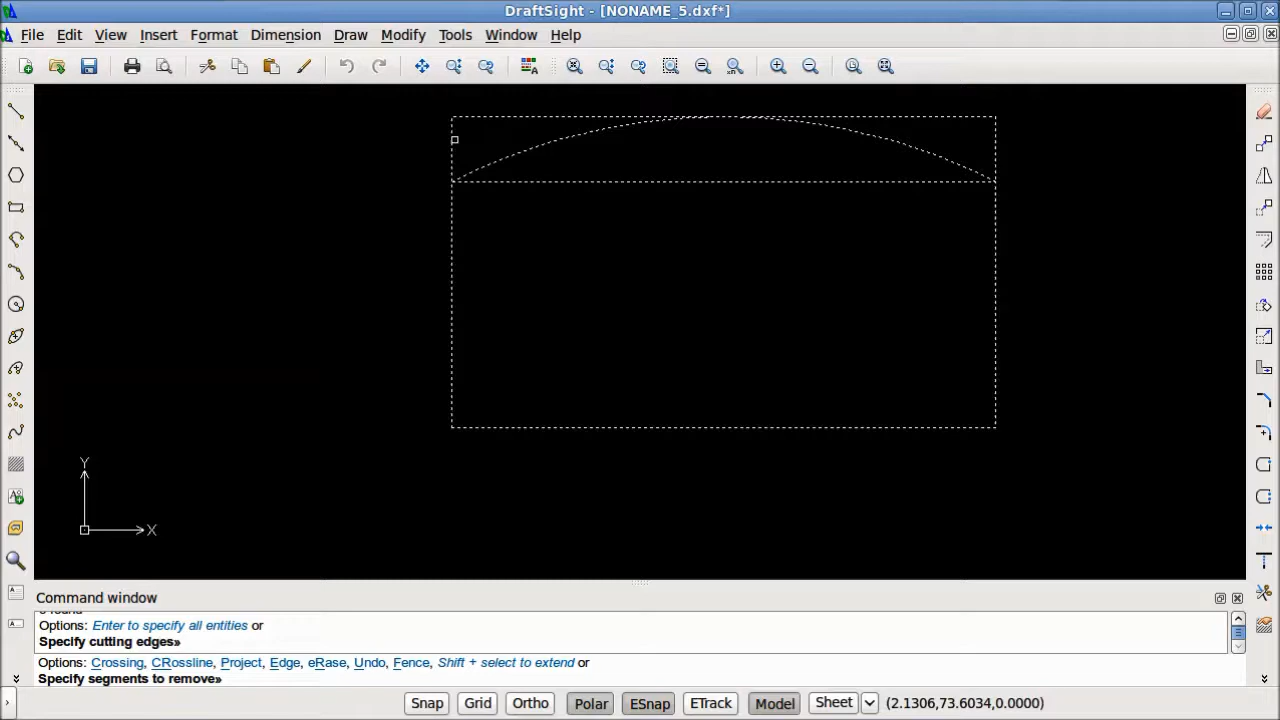 DraftSight - [NONAME_5.dxf*]
File Edit View Insert Format Dimension Draw Modify Tools Window Help
Y
X
Command window
Options: Enter to specify all entities or
Specify cutting edges»
Options: Crossing, CRossline, Project, Edge, eRase, Undo, Fence, Shift + select to extend or
Specify segments to remove»
Snap Grid Ortho Polar ESnap ETrack Model Sheet (2.1306,73.6034,0.0000)